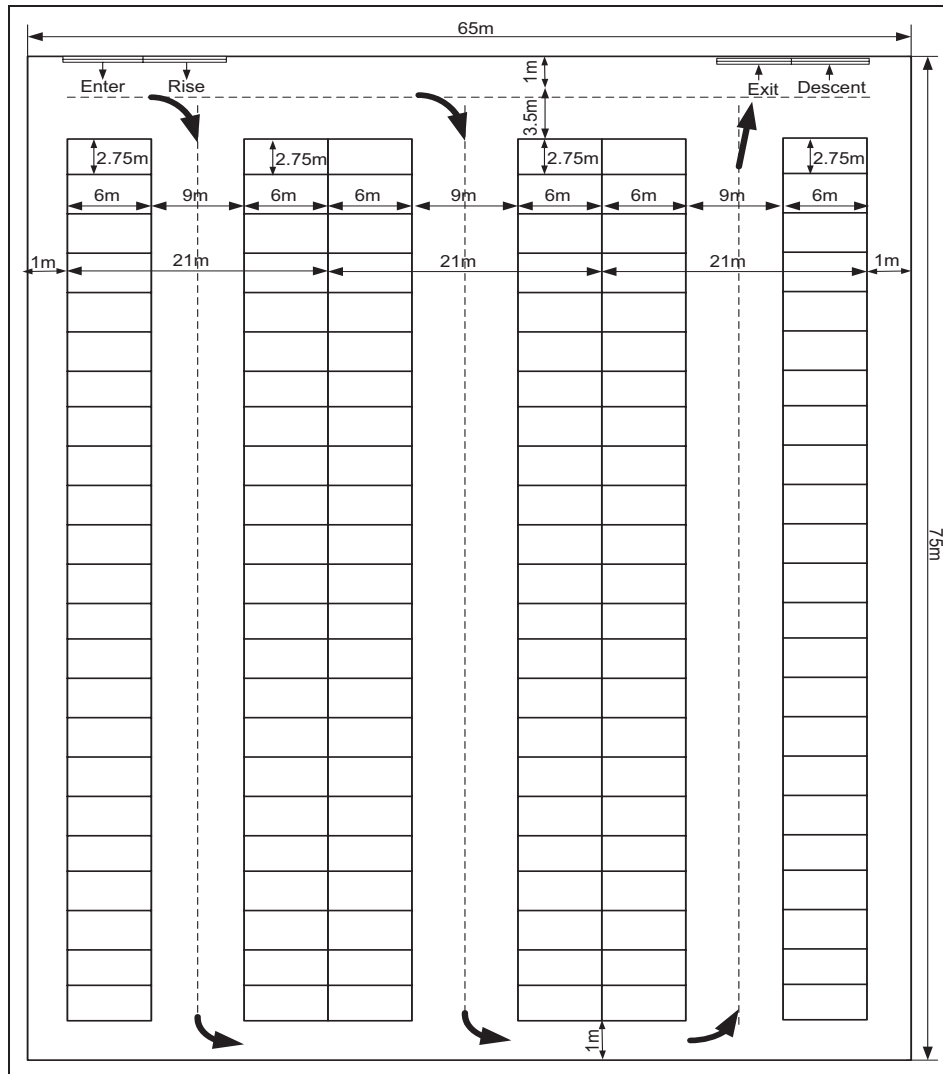 65m
Enter
Rise
1m
Exit
Descent
3.5m
2.75m
2.75m
2.75m
2.75m
6m
9m
6m
6m
9m
6m
6m
9m
6m
1m
21m
21m
21m
1m
75m
1m